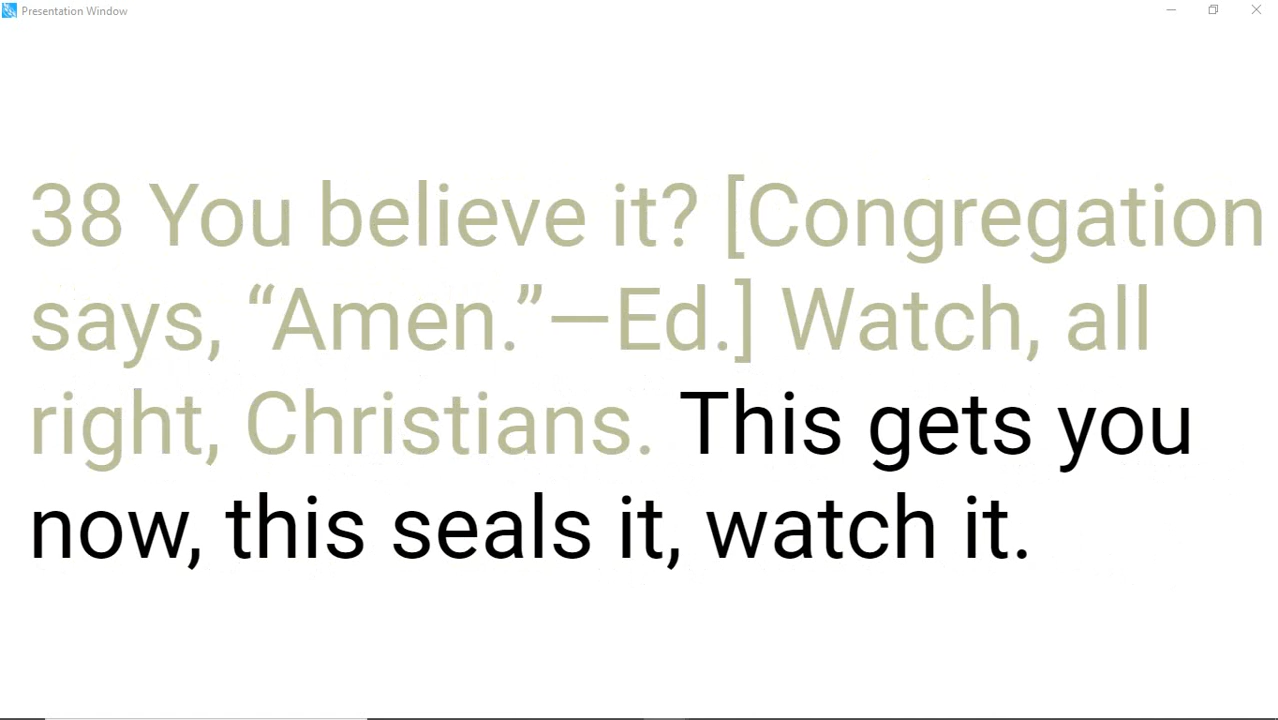 Presentation Window
38 You believe it? [Congregation
says, “Amen.”—Ed.] Watch, all
right, Christians. This gets you
now, this seals it, watch it.